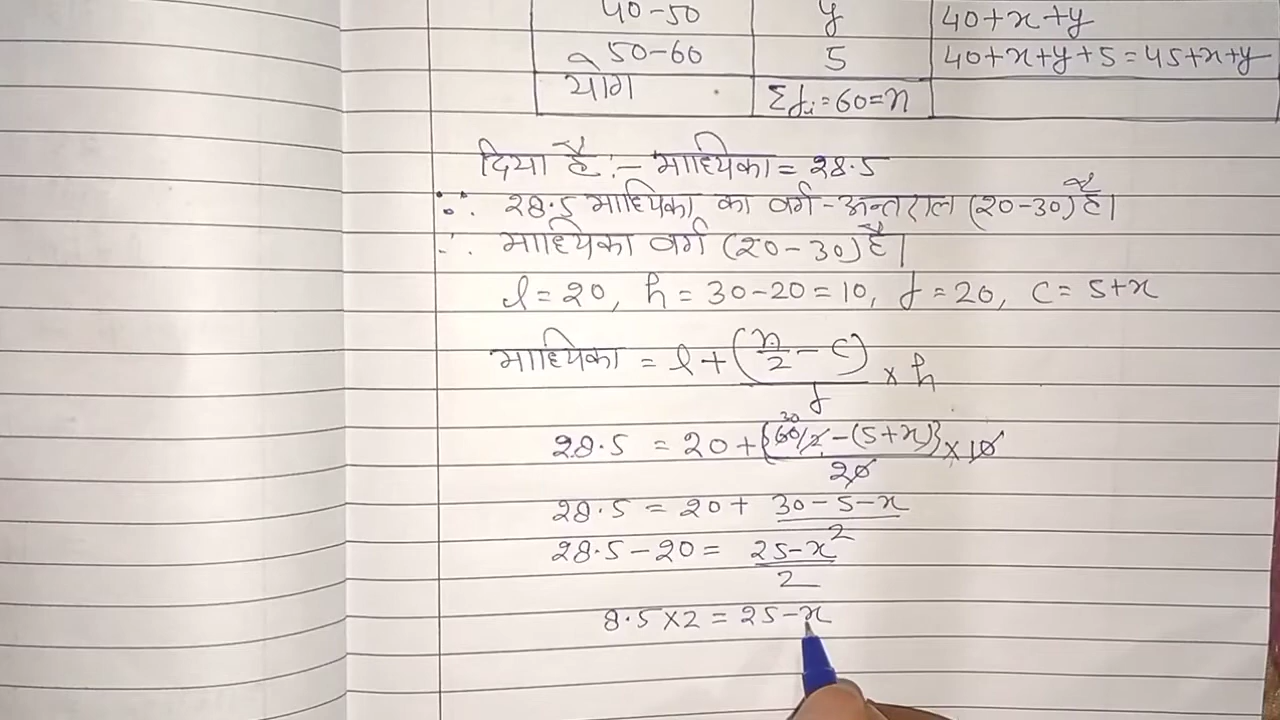 40-50 y 40+x+y
50-60 5 40+x+y+5=45+x+y
योग Σfi=60=n
दिया है:- माध्यिका = 28.5
∵ 28.5 माध्यिका का वर्ग-अन्तराल (20-30) है।
∴ माध्यिका वर्ग (20-30) है।
l=20, h=30-20=10, f=20, C=5+x
माध्यिका = l+(n/2-C)/f × h
28.5 = 20+{60/2-(5+x)}/20 ×10
30
28.5 = 20+ (30-5-x)/2
28.5-20 = (25-x)/2
8.5×2 = 25-x